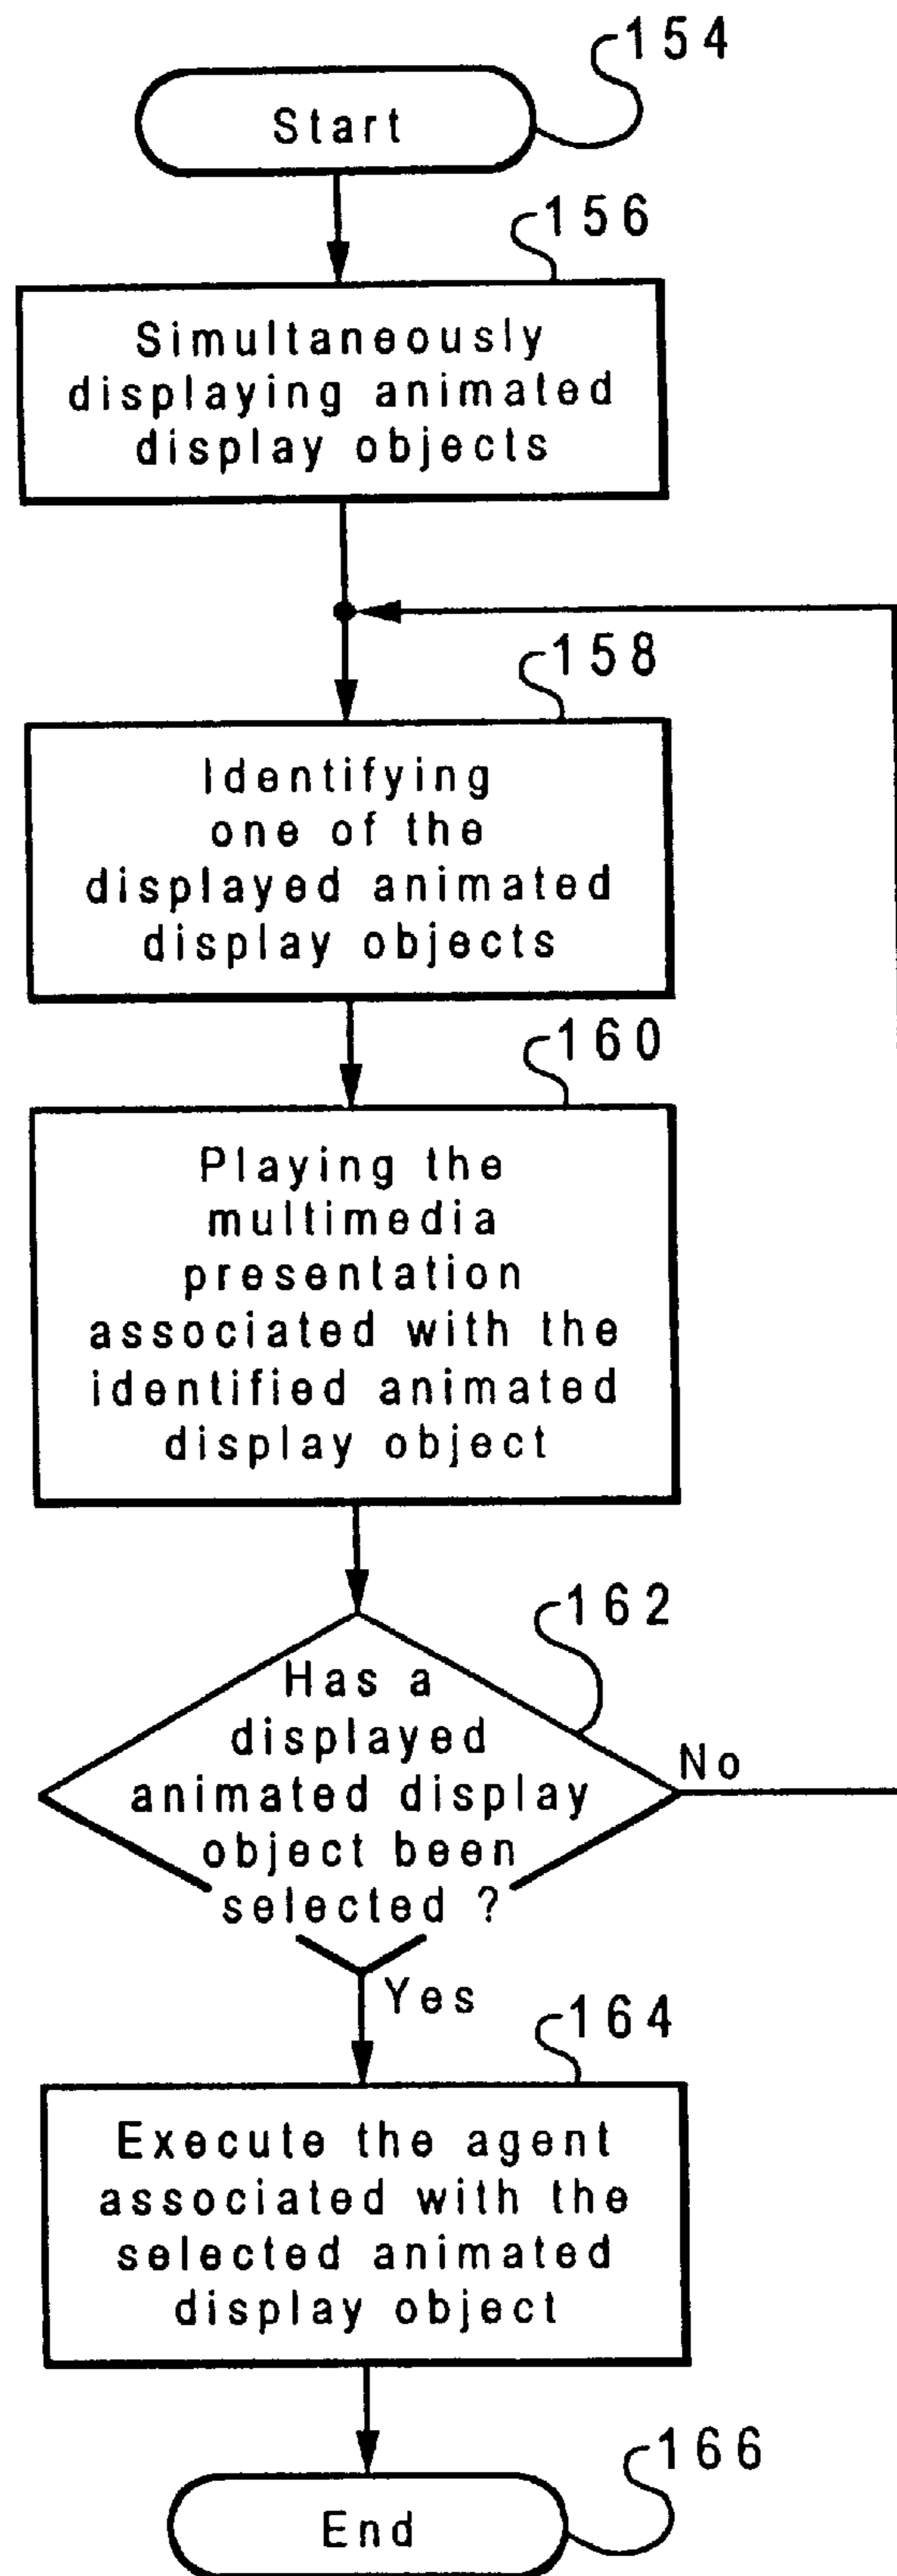 154
Start
156
Simultaneously
displaying animated
display objects
158
Identifying
one of the
displayed animated
display objects
160
Playing the
multimedia
presentation
associated with the
identified animated
display object
162
Has a
displayed
animated display
object been
selected ?
No
Yes
164
Execute the agent
associated with the
selected animated
display object
166
End